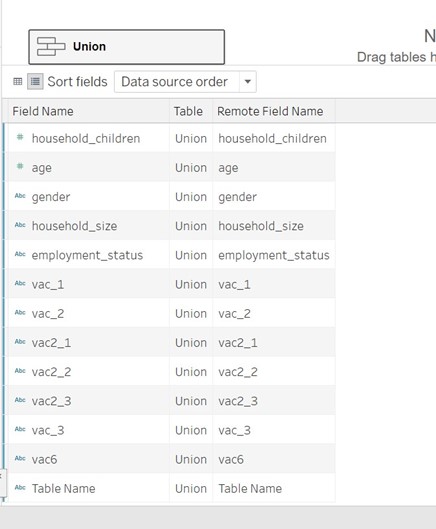 Union
N
Drag tables h
Sort fields Data source order
Field Name Table Remote Field Name
# household_children Union household_children
# age Union age
Abc gender Union gender
Abc household_size Union household_size
Abc employment_status Union employment_status
Abc vac_1 Union vac_1
Abc vac_2 Union vac_2
Abc vac2_1 Union vac2_1
Abc vac2_2 Union vac2_2
Abc vac2_3 Union vac2_3
Abc vac_3 Union vac_3
Abc vac6 Union vac6
Abc Table Name Union Table Name